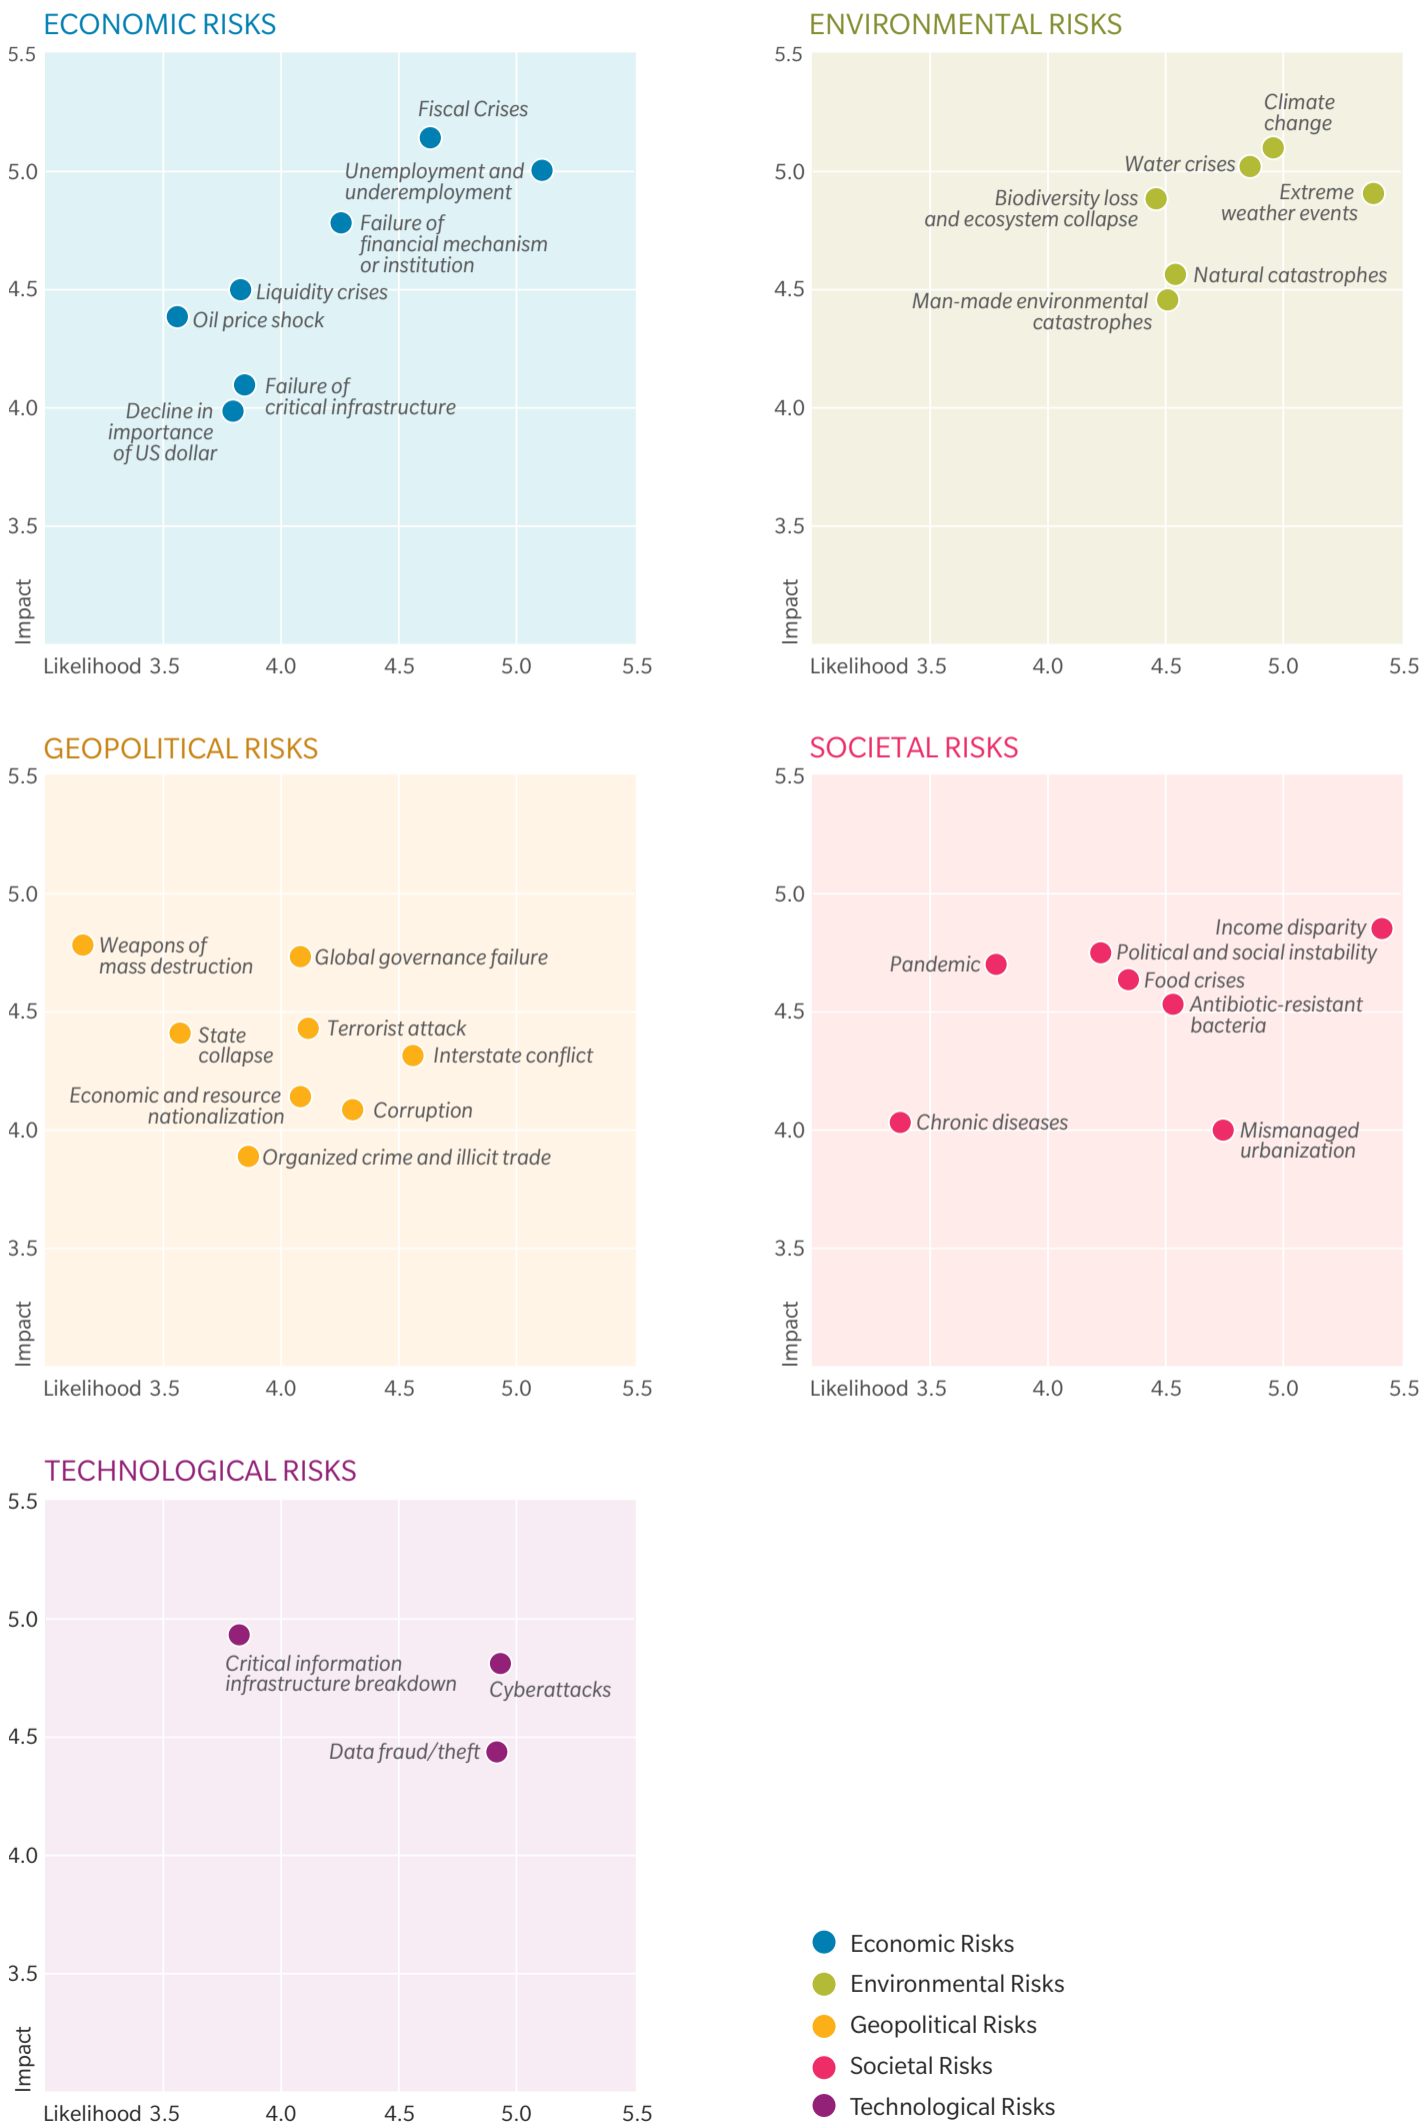 ECONOMIC RISKS
5.5
Fiscal Crises
5.0
Unemployment and
underemployment
Failure of
financial mechanism
or institution
4.5
Liquidity crises
Oil price shock
Failure of
critical infrastructure
4.0
Decline in
importance
of US dollar
3.5
Impact
Likelihood 3.5 4.0 4.5 5.0 5.5
ENVIRONMENTAL RISKS
5.5
Climate
change
5.0
Water crises
Extreme
weather events
Biodiversity loss
and ecosystem collapse
4.5
Natural catastrophes
Man-made environmental
catastrophes
4.0
3.5
Impact
Likelihood 3.5 4.0 4.5 5.0 5.5
GEOPOLITICAL RISKS
5.5
5.0
Weapons of
mass destruction
Global governance failure
4.5
State
collapse
Terrorist attack
Interstate conflict
Economic and resource
nationalization
Corruption
4.0
Organized crime and illicit trade
3.5
Impact
Likelihood 3.5 4.0 4.5 5.0 5.5
SOCIETAL RISKS
5.5
5.0
Income disparity
Political and social instability
Pandemic
Food crises
4.5
Antibiotic-resistant
bacteria
Chronic diseases
4.0
Mismanaged
urbanization
3.5
Impact
Likelihood 3.5 4.0 4.5 5.0 5.5
TECHNOLOGICAL RISKS
5.5
5.0
Critical information
infrastructure breakdown
Cyberattacks
4.5
Data fraud/theft
4.0
3.5
Impact
Likelihood 3.5 4.0 4.5 5.0 5.5
Economic Risks
Environmental Risks
Geopolitical Risks
Societal Risks
Technological Risks